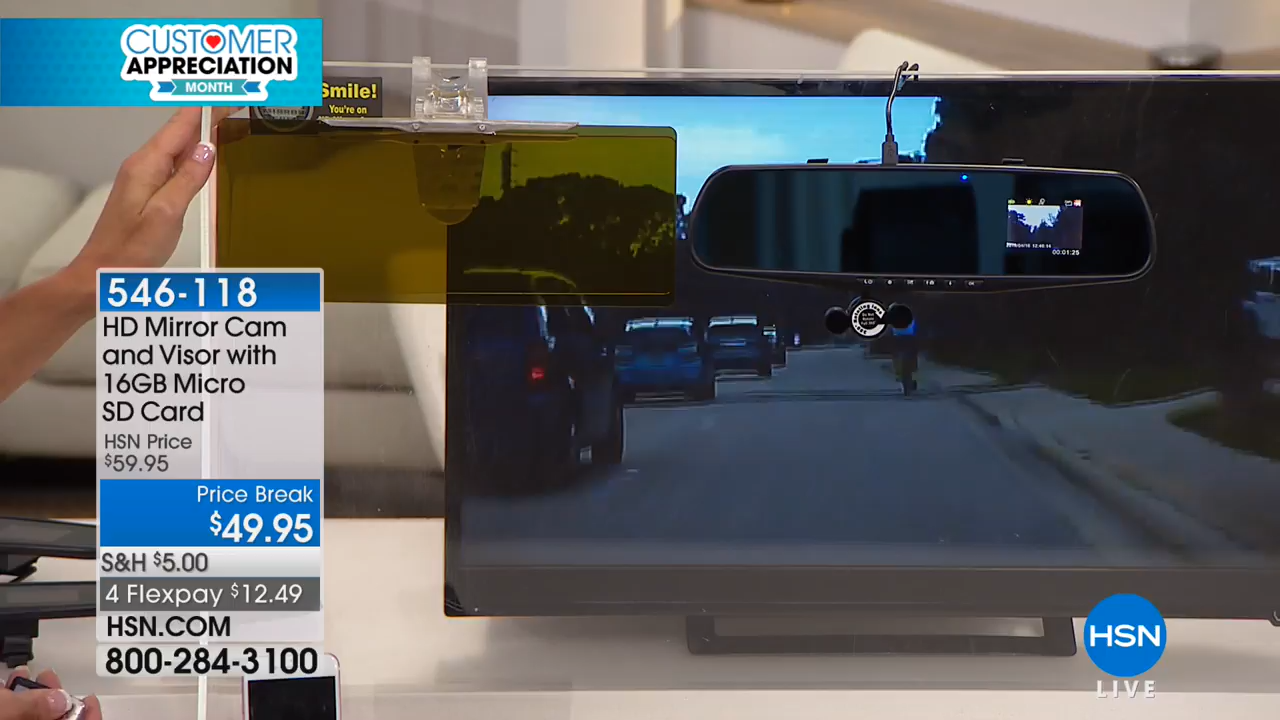 CUSTOMER
APPRECIATION
MONTH
Smile!
You're on
546-118
HD Mirror Cam
and Visor with
16GB Micro
SD Card
HSN Price
$59.95
Price Break
$49.95
S&H $5.00
4 Flexpay $12.49
HSN.COM
800-284-3100
00:01:25
HSN
LIVE